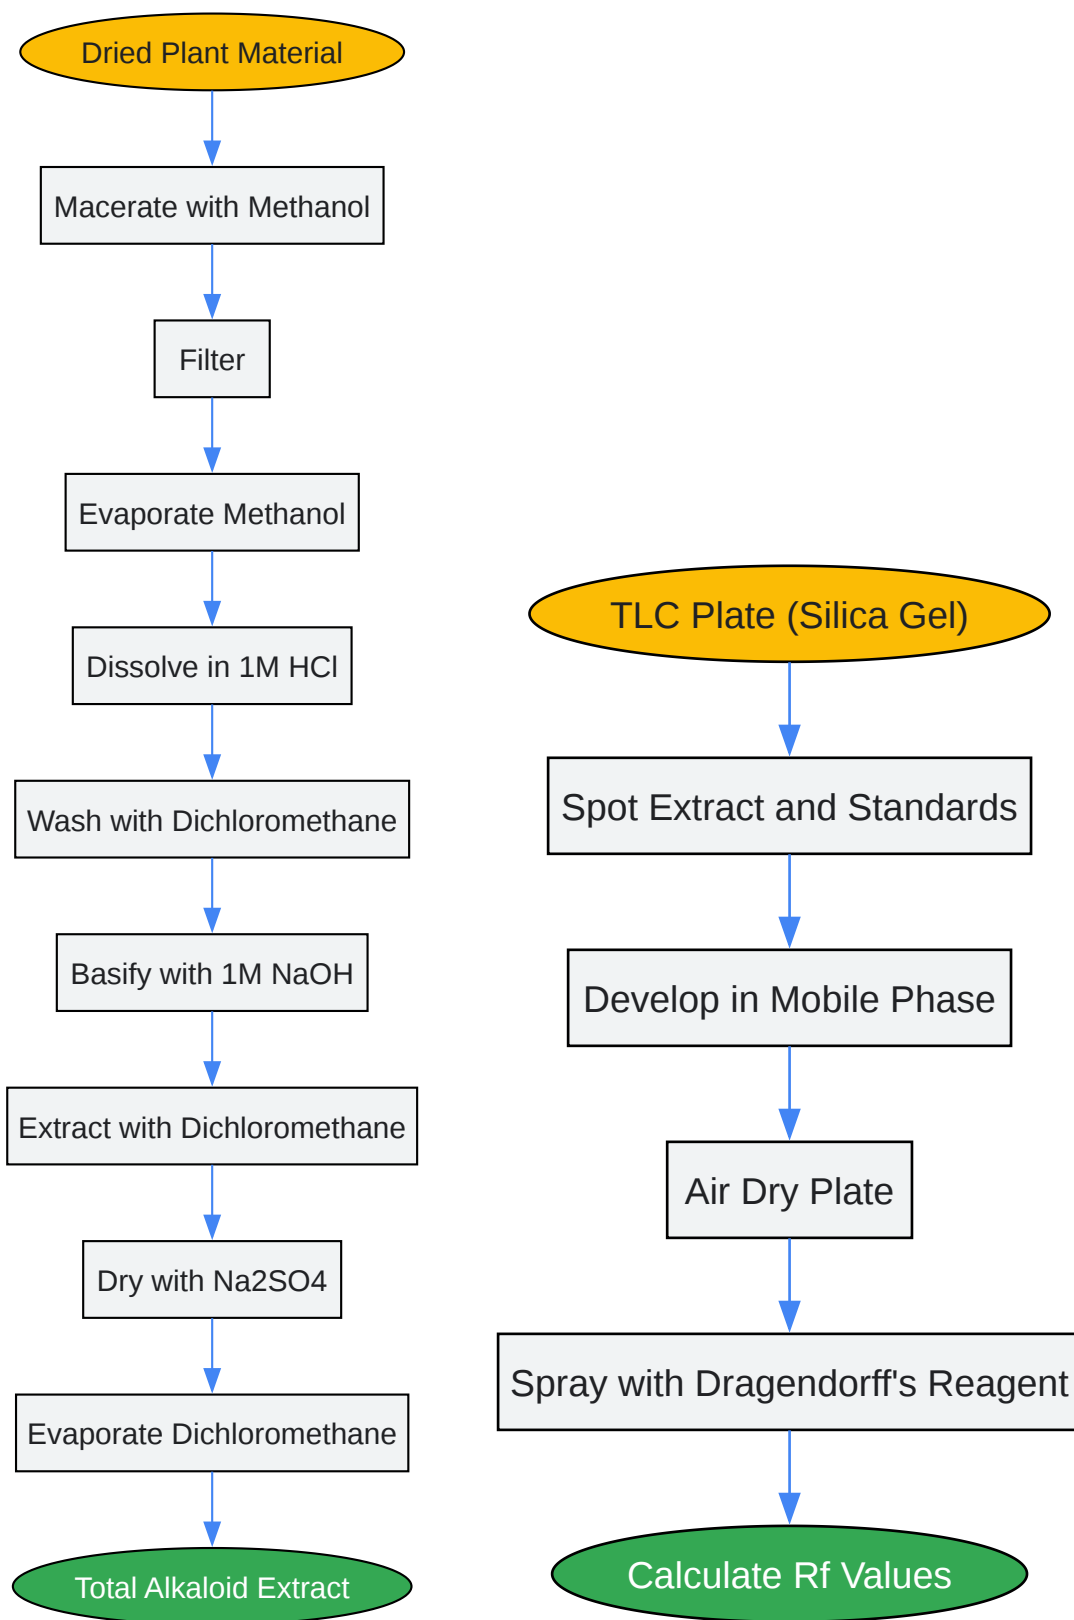 Dried Plant Material
Macerate with Methanol
Filter
Evaporate Methanol
Dissolve in 1M HCl
Wash with Dichloromethane
Basify with 1M NaOH
Extract with Dichloromethane
Dry with Na2SO4
Evaporate Dichloromethane
Total Alkaloid Extract
TLC Plate (Silica Gel)
Spot Extract and Standards
Develop in Mobile Phase
Air Dry Plate
Spray with Dragendorff's Reagent
Calculate Rf Values